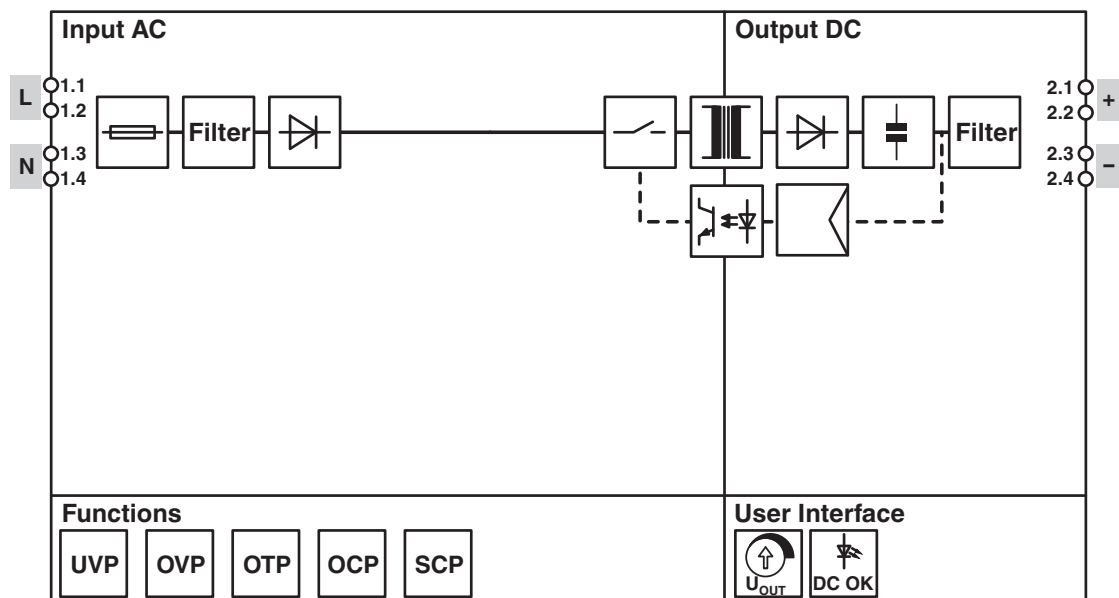 Input AC
Output DC
L
1.1
1.2
N
1.3
1.4
Filter
Filter
2.1
2.2
+
2.3
2.4
−
Functions
UVP
OVP
OTP
OCP
SCP
User Interface
UOUT
DC OK